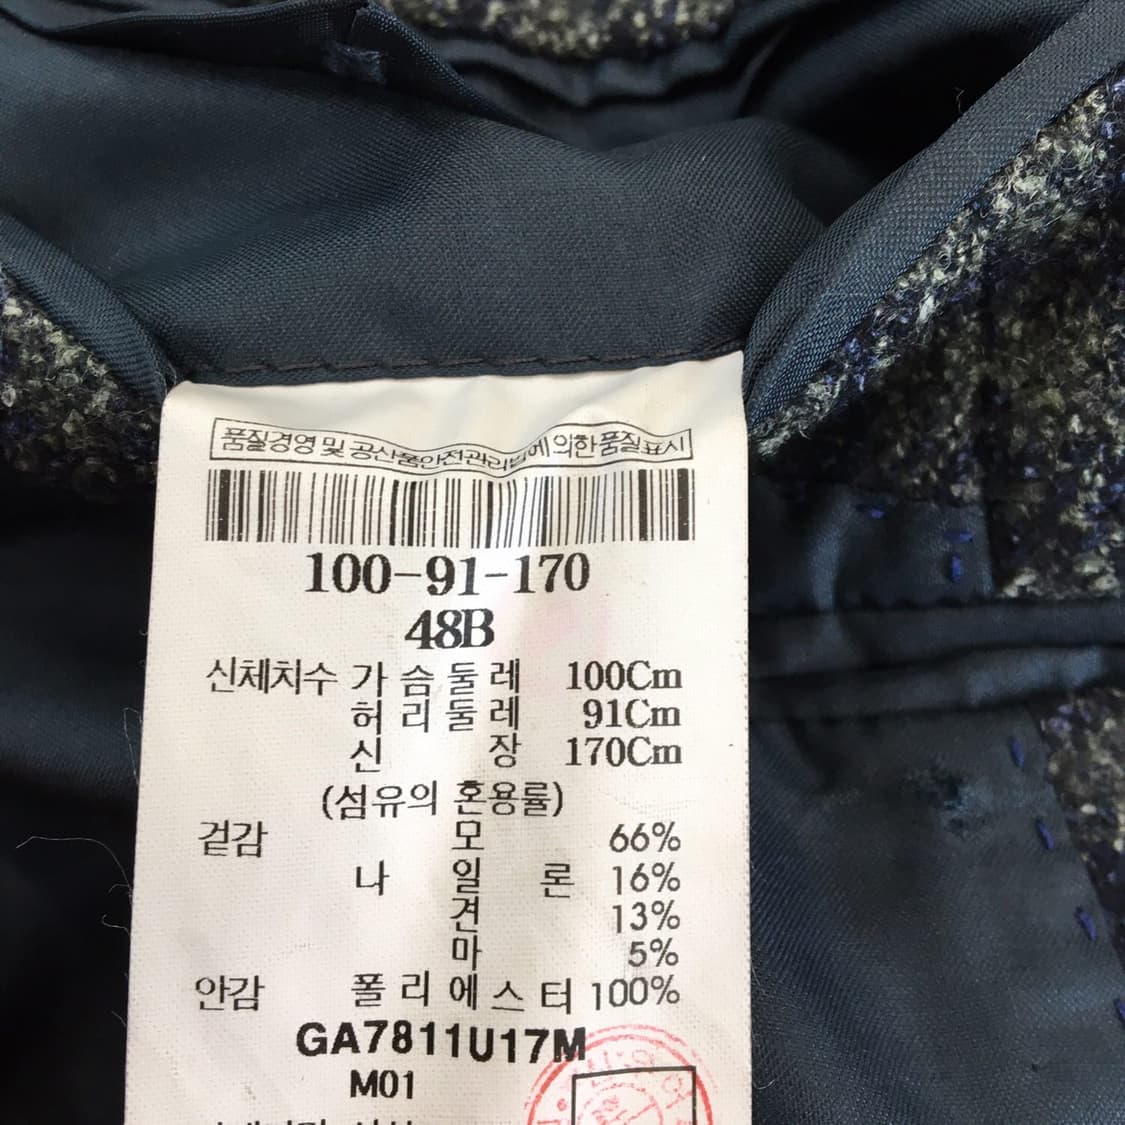 품질경영 및 공산품안전관리법에 의한 품질표시
100-91-170
48B
신체치수 가슴둘레 100Cm
허리둘레 91Cm
신장 170Cm
(섬유의 혼용률)
겉감 모 66%
나일론 16%
견 13%
마 5%
안감 폴리에스터 100%
GA7811U17M
M01